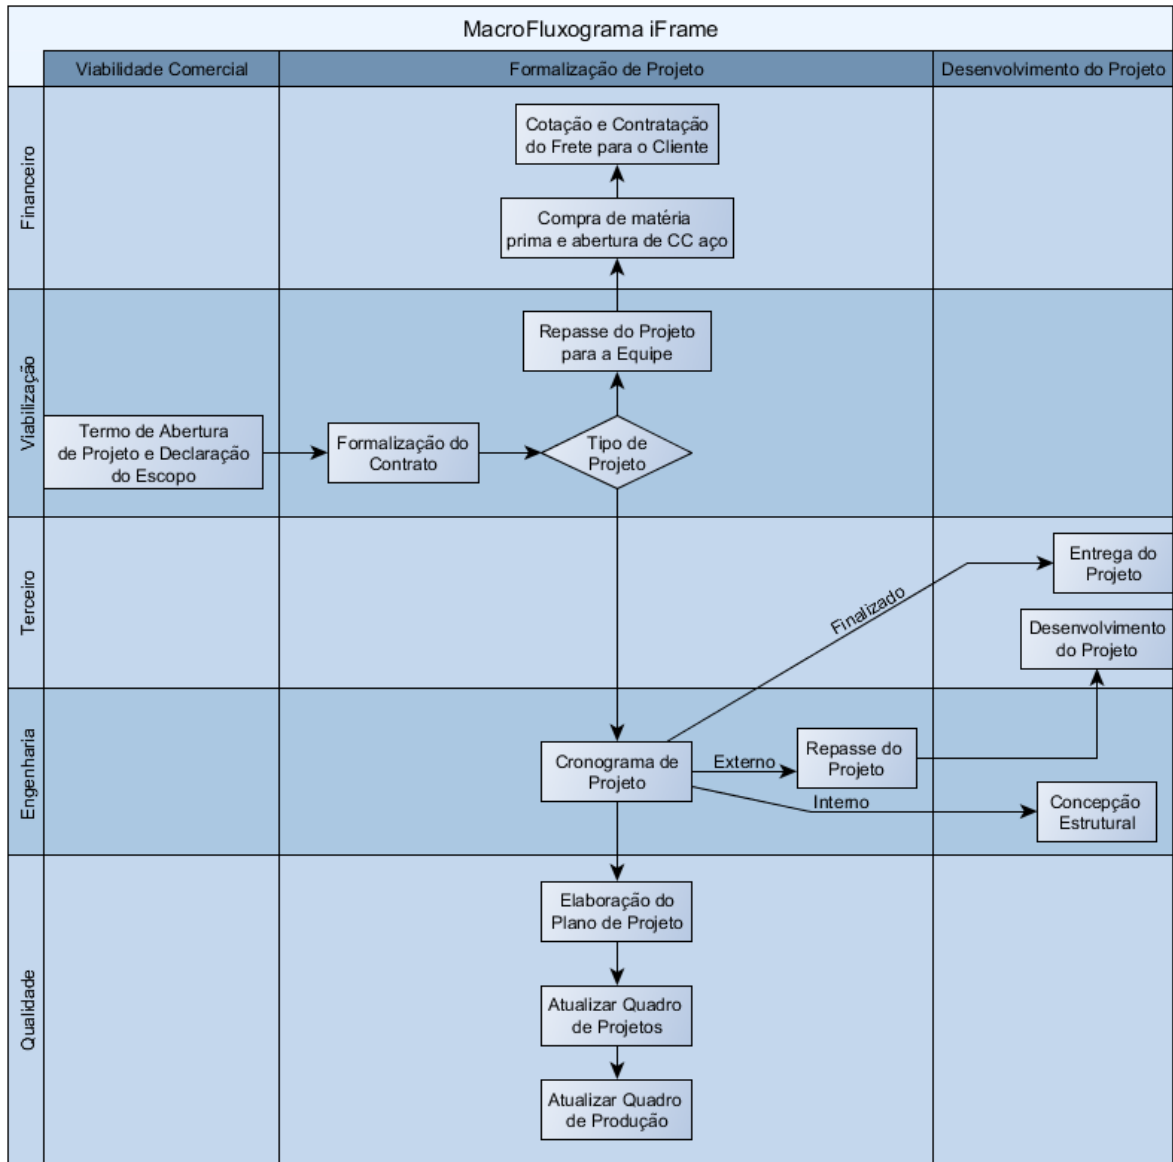 MacroFluxograma iFrame
Viabilidade Comercial
Formalização de Projeto
Desenvolvimento do Projeto
Financeiro
Cotação e Contratação
do Frete para o Cliente
Compra de matéria
prima e abertura de CC aço
Viabilização
Repasse do Projeto
para a Equipe
Termo de Abertura
de Projeto e Declaração
do Escopo
Formalização do
Contrato
Tipo de
Projeto
Terceiro
Entrega do
Projeto
Finalizado
Desenvolvimento
do Projeto
Engenharia
Cronograma de
Projeto
Externo
Repasse do
Projeto
Interno
Concepção
Estrutural
Qualidade
Elaboração do
Plano de Projeto
Atualizar Quadro
de Projetos
Atualizar Quadro
de Produção